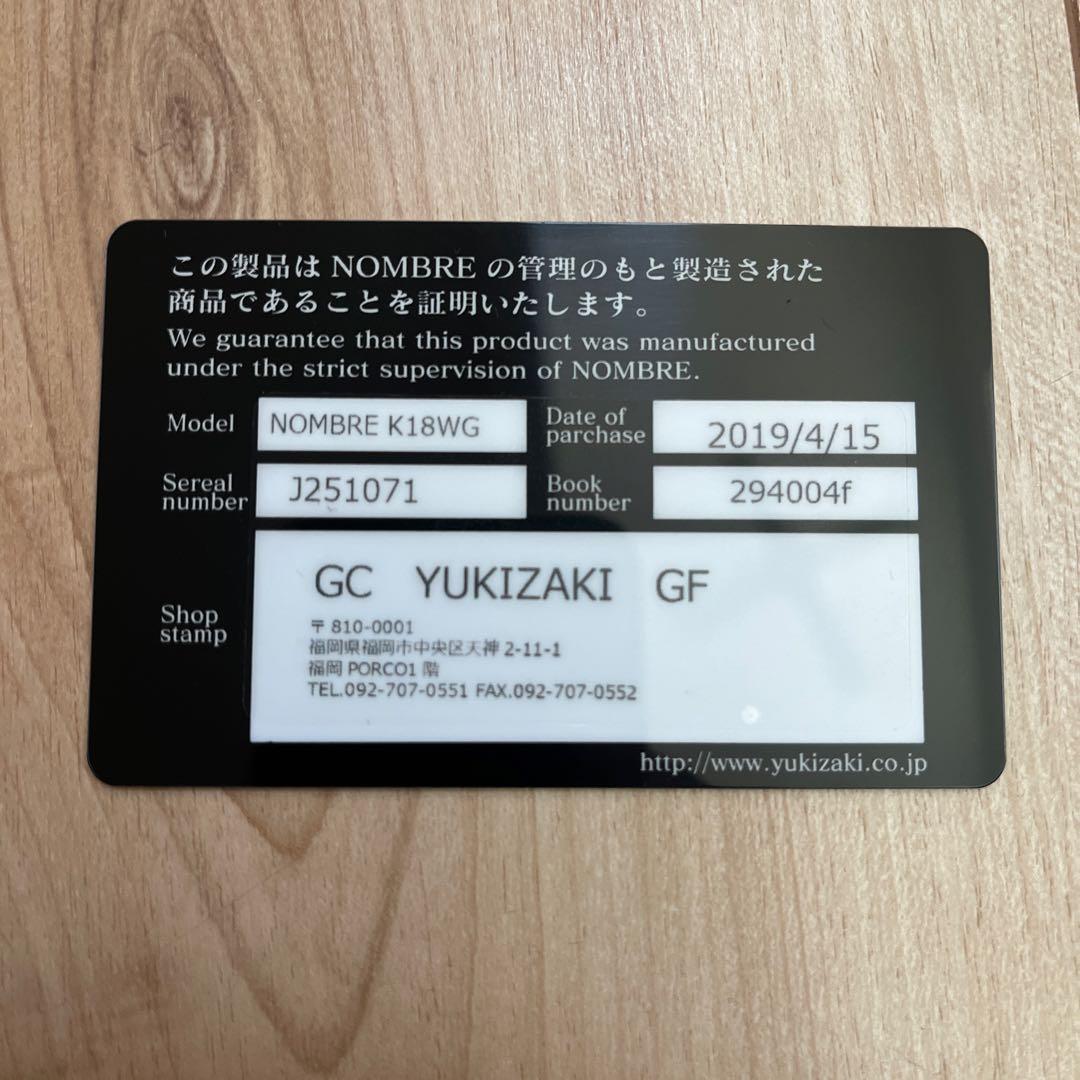 この製品は NOMBRE の管理のもと製造された
商品であることを証明いたします。
We guarantee that this product was manufactured
under the strict supervision of NOMBRE.
Model NOMBRE K18WG Date of purchase 2019/4/15
Sereal number J251071 Book number 294004f
Shop stamp
GC YUKIZAKI GF
〒 810-0001
福岡県福岡市中央区天神 2-11-1
福岡 PORCO1 階
TEL.092-707-0551 FAX.092-707-0552
http://www.yukizaki.co.jp